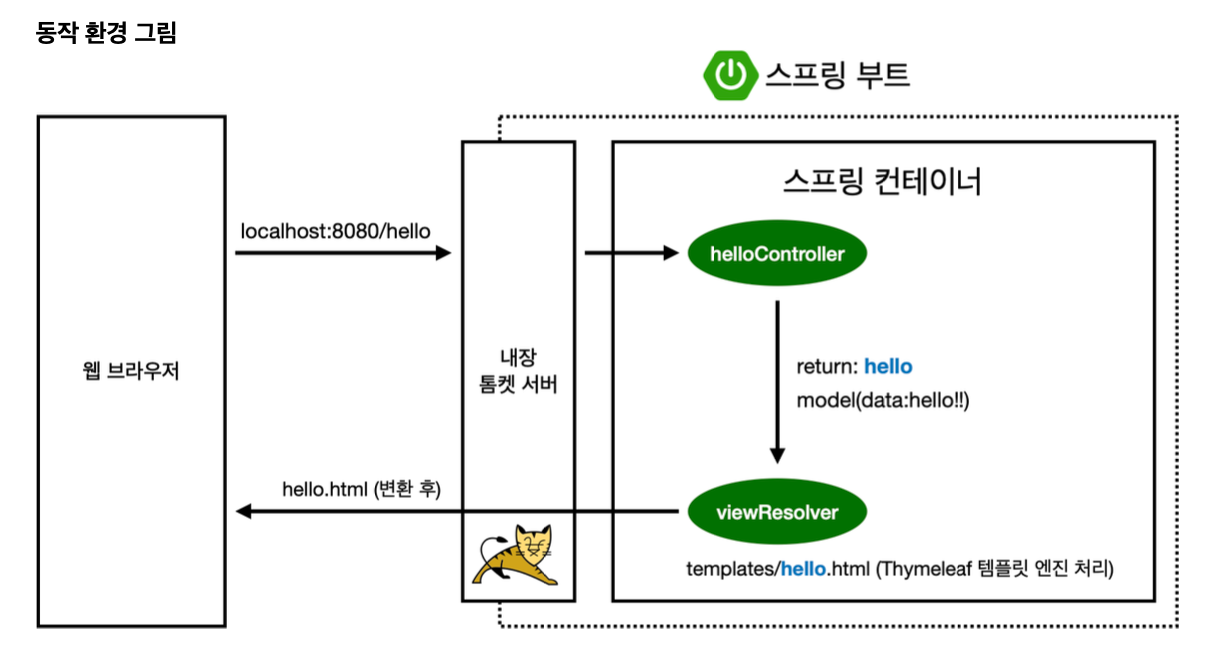 동작 환경 그림
스프링 부트
스프링 컨테이너
localhost:8080/hello
helloController
웹 브라우저
내장
톰켓 서버
return: hello
model(data:hello!!)
hello.html (변환 후)
viewResolver
templates/hello.html (Thymeleaf 템플릿 엔진 처리)